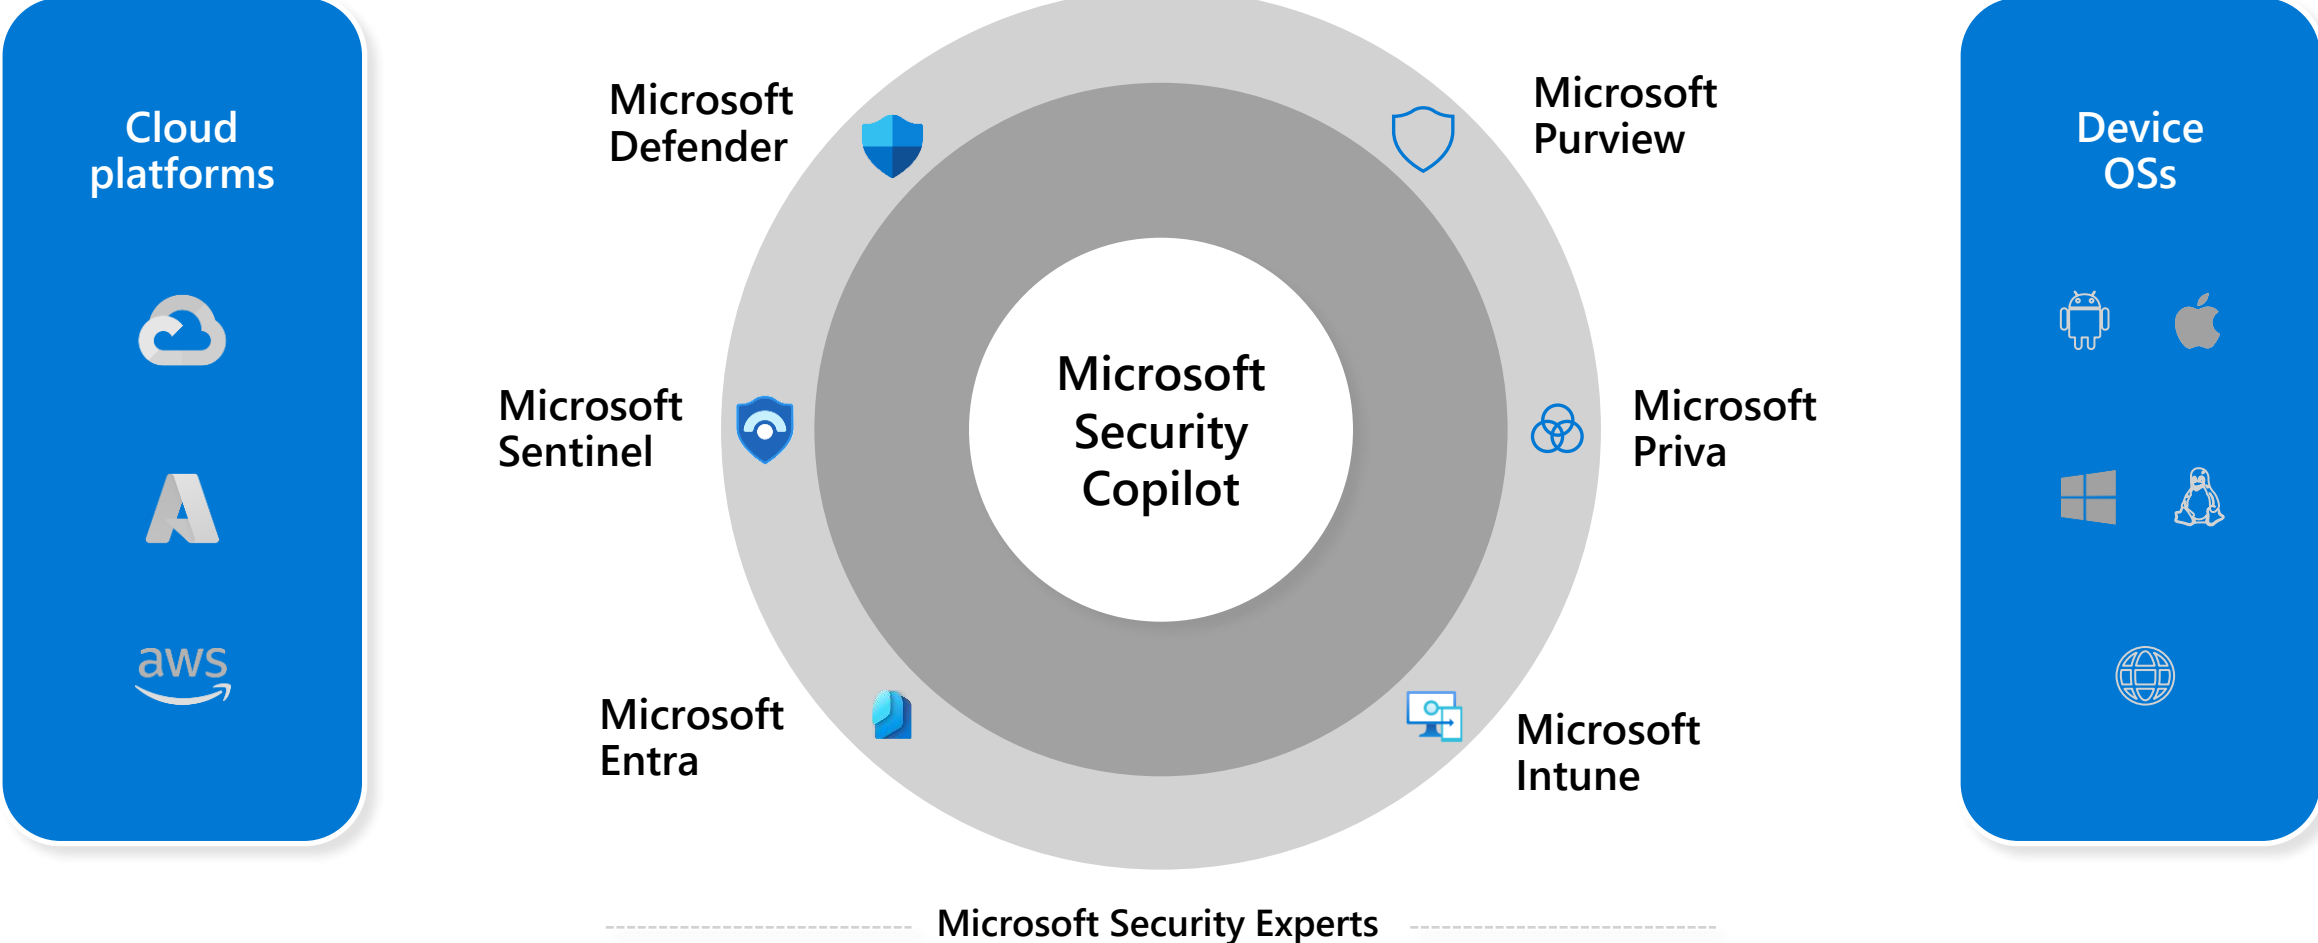 Cloud
platforms
aws
Microsoft
Defender
Microsoft
Sentinel
Microsoft
Entra
Microsoft
Security
Copilot
Microsoft
Purview
Microsoft
Priva
Microsoft
Intune
Device
OSs
Microsoft Security Experts